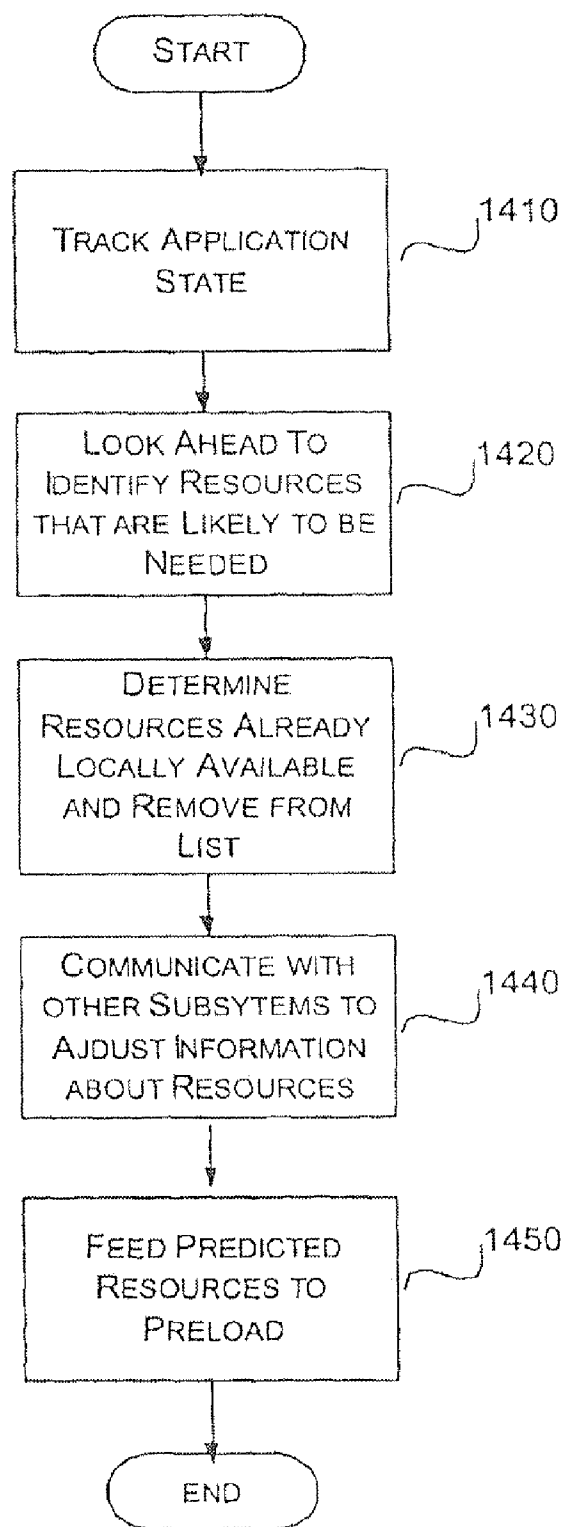 START
TRACK APPLICATION
STATE
1410
LOOK AHEAD TO
IDENTIFY RESOURCES
THAT ARE LIKELY TO BE
NEEDED
1420
DETERMINE
RESOURCES ALREADY
LOCALLY AVAILABLE
AND REMOVE FROM
LIST
1430
COMMUNICATE WITH
OTHER SUBSYTEMS TO
AJDUST INFORMATION
ABOUT RESOURCES
1440
FEED PREDICTED
RESOURCES TO
PRELOAD
1450
END